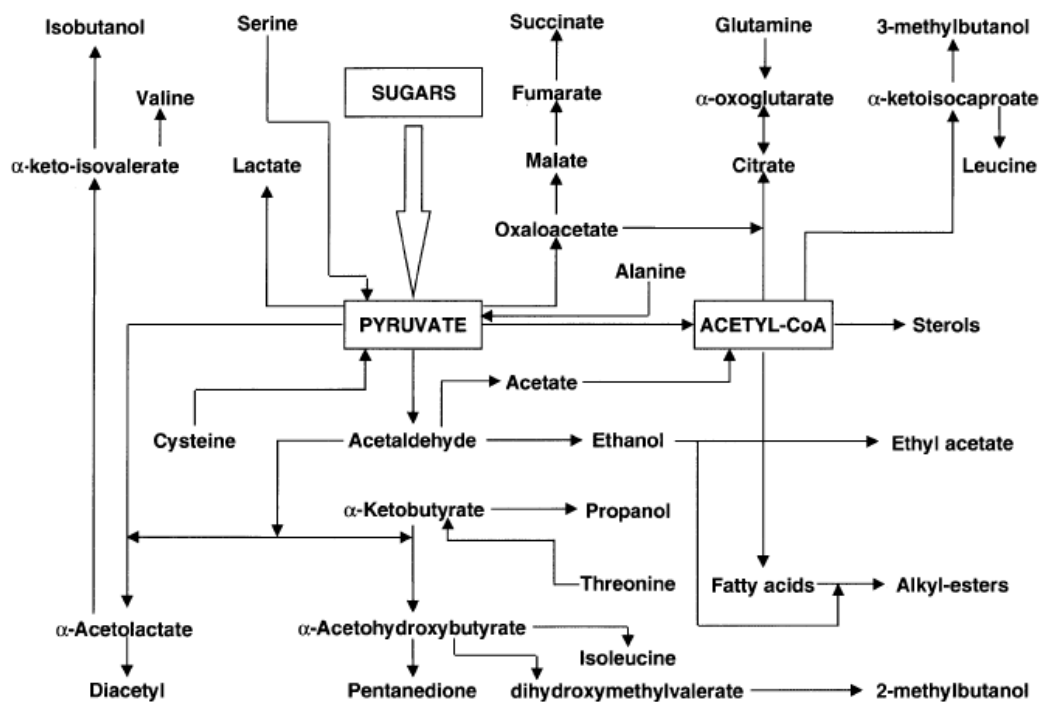 Isobutanol
Serine
Succinate
Glutamine
3-methylbutanol
SUGARS
Valine
Fumarate
α-oxoglutarate
α-ketoisocaproate
α-keto-isovalerate
Lactate
Malate
Citrate
Leucine
Oxaloacetate
Alanine
PYRUVATE
ACETYL-CoA
Sterols
Acetate
Cysteine
Acetaldehyde
Ethanol
Ethyl acetate
α-Ketobutyrate
Propanol
Threonine
Fatty acids
Alkyl-esters
α-Acetolactate
α-Acetohydroxybutyrate
Isoleucine
Diacetyl
Pentanedione
dihydroxymethylvalerate
2-methylbutanol